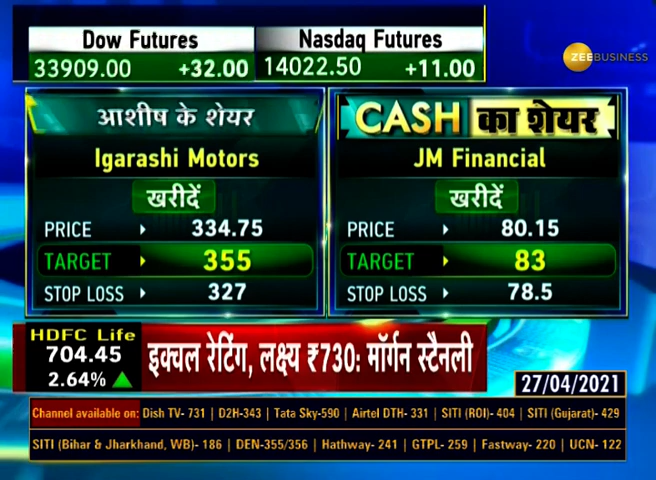 Dow Futures
33909.00 +32.00
Nasdaq Futures
14022.50 +11.00
ZEEBUSINESS
आशीष के शेयर
Igarashi Motors
खरीदें
PRICE 334.75
TARGET 355
STOP LOSS 327
CASH का शेयर
JM Financial
खरीदें
PRICE 80.15
TARGET 83
STOP LOSS 78.5
HDFC Life
704.45
2.64%
इक्वल रेटिंग, लक्ष्य ₹730: मॉर्गन स्टैनली
27/04/2021
Channel available on: Dish TV- 731 | D2H-343 | Tata Sky-590 | Airtel DTH- 331 | SITI (ROI)- 404 | SITI (Gujarat)- 429
SITI (Bihar & Jharkhand, WB)- 186 | DEN-355/356 | Hathway- 241 | GTPL- 259 | Fastway- 220 | UCN- 122